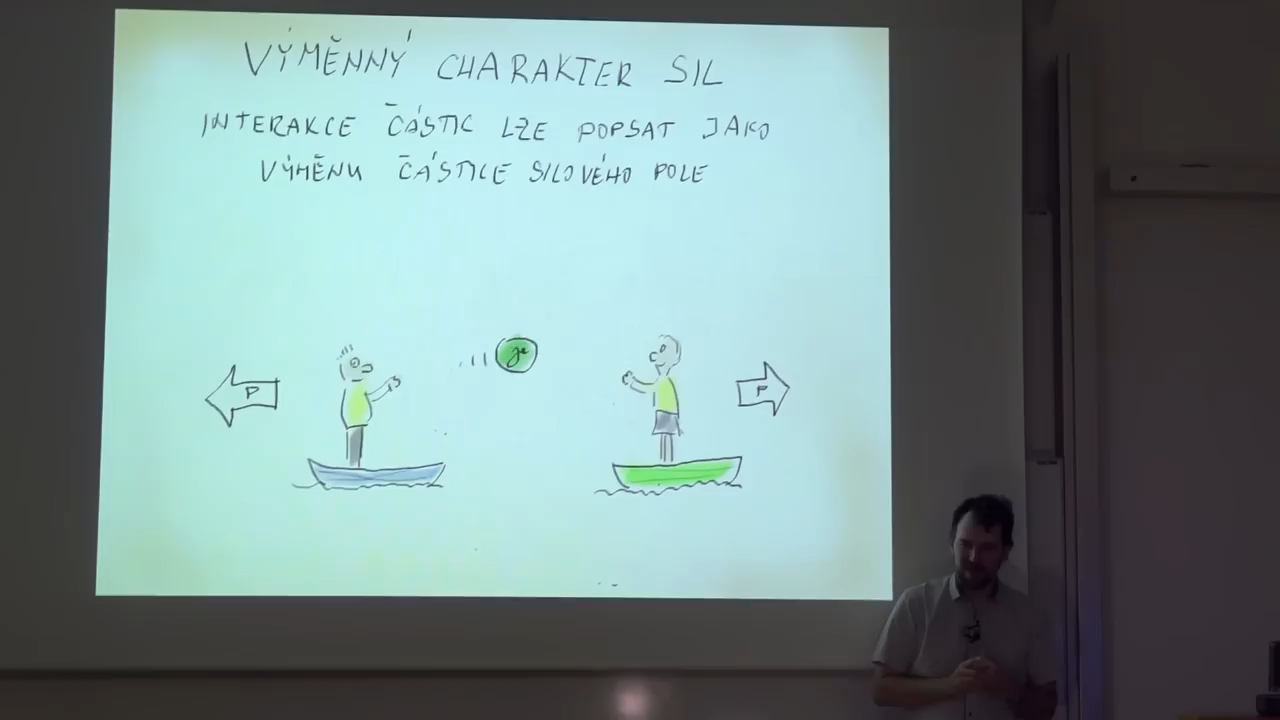 VÝMĚNNÝ CHARAKTER SIL
INTERAKCE ČÁSTIC LZE POPSAT JAKO
VÝMĚNU ČÁSTICE SILOVÉHO POLE
P
P